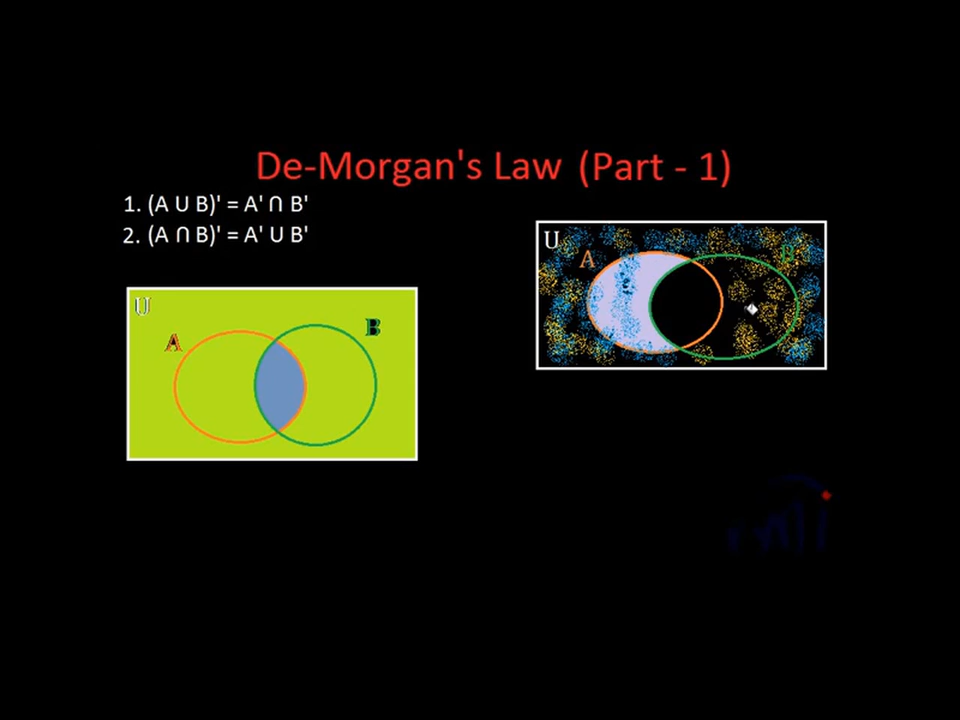 De-Morgan's Law (Part - 1)
1. (A U B)' = A' ∩ B'
2. (A ∩ B)' = A' U B'
U
A
B
U
A